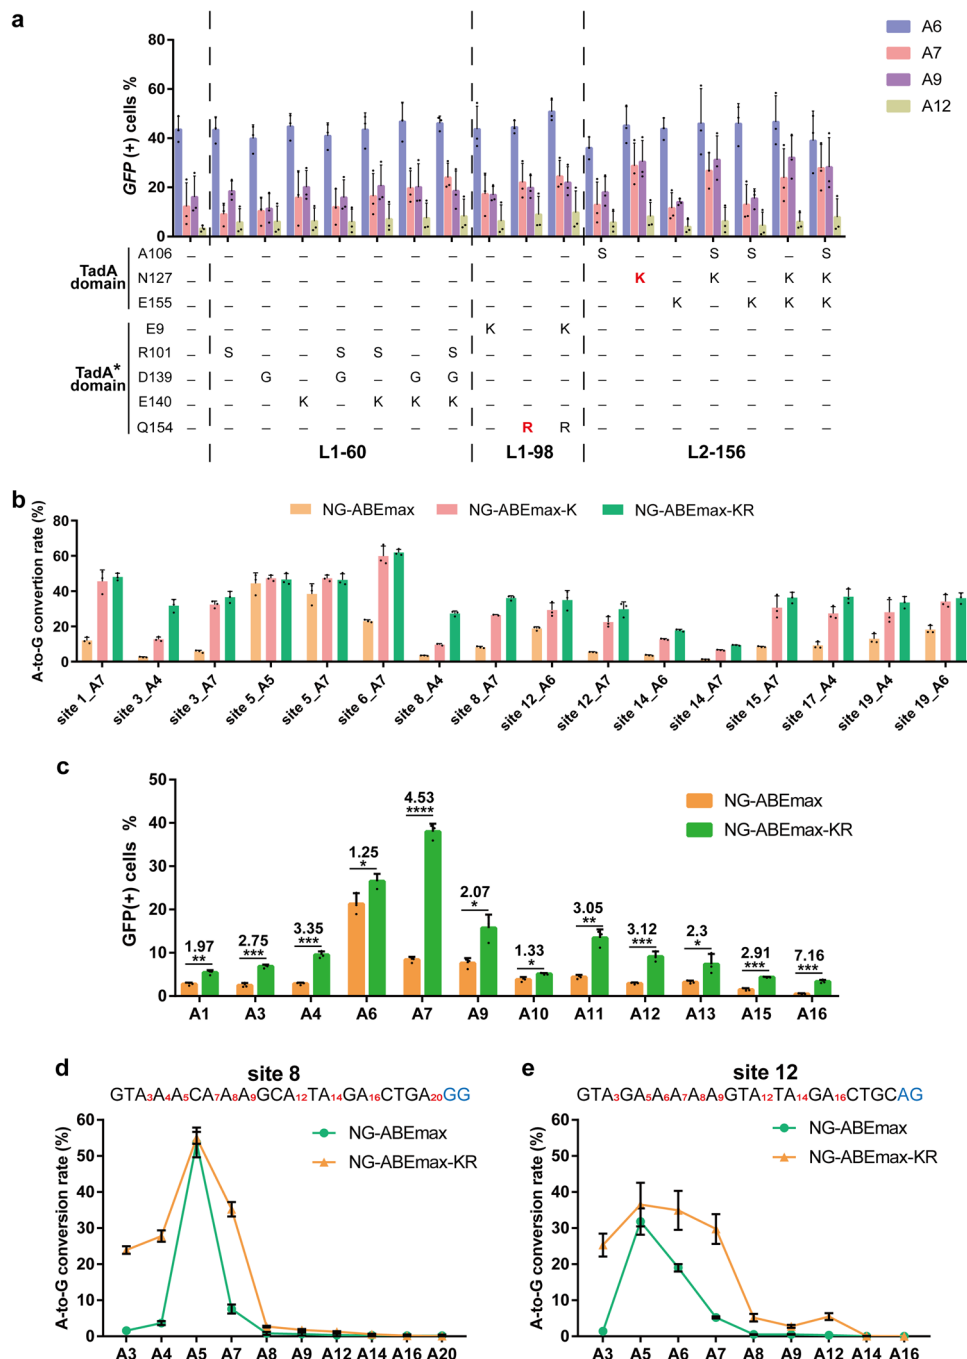 a
A6
A7
A9
A12
GFP (+) cells %
80
60
40
20
0
TadA domain
A106 – – – – – – – – – – – S – – S S – S
N127 – – – – – – – – – – – – K – K – K K
E155 – – – – – – – – – – – – – K – K K K
TadA* domain
E9 – – – – – – – – K – K – – – – – – –
R101 – S – – S S – S – – – – – – – – – –
D139 – – G – G – G G – – – – – – – – – –
E140 – – – K – K K K – – – – – – – – – –
Q154 – – – – – – – – – R R – – – – – – –
L1-60
L1-98
L2-156
b
NG-ABEmax
NG-ABEmax-K
NG-ABEmax-KR
A-to-G convertion rate (%)
80
60
40
20
0
site 1_A7
site 3_A4
site 3_A7
site 5_A5
site 5_A7
site 6_A7
site 8_A4
site 8_A7
site 12_A6
site 12_A7
site 14_A6
site 14_A7
site 15_A7
site 17_A4
site 19_A4
site 19_A6
c
NG-ABEmax
NG-ABEmax-KR
GFP(+) cells %
50
40
30
20
10
0
1.97
**
2.75
***
3.35
***
1.25
*
4.53
****
2.07
*
1.33
*
3.05
**
3.12
***
2.3
*
2.91
***
7.16
***
A1 A3 A4 A6 A7 A9 A10 A11 A12 A13 A15 A16
d
site 8
GTA3A4A5CA7A8A9GCA12TA14GA16CTGA20GG
NG-ABEmax
NG-ABEmax-KR
A-to-G conversion rate (%)
60
50
40
30
20
10
0
A3 A4 A5 A7 A8 A9 A12 A14 A16 A20
e
site 12
GTA3GA5A6A7A8A9GTA12TA14GA16CTGCAG
NG-ABEmax
NG-ABEmax-KR
A-to-G conversion rate (%)
60
50
40
30
20
10
0
A3 A5 A6 A7 A8 A9 A12 A14 A16